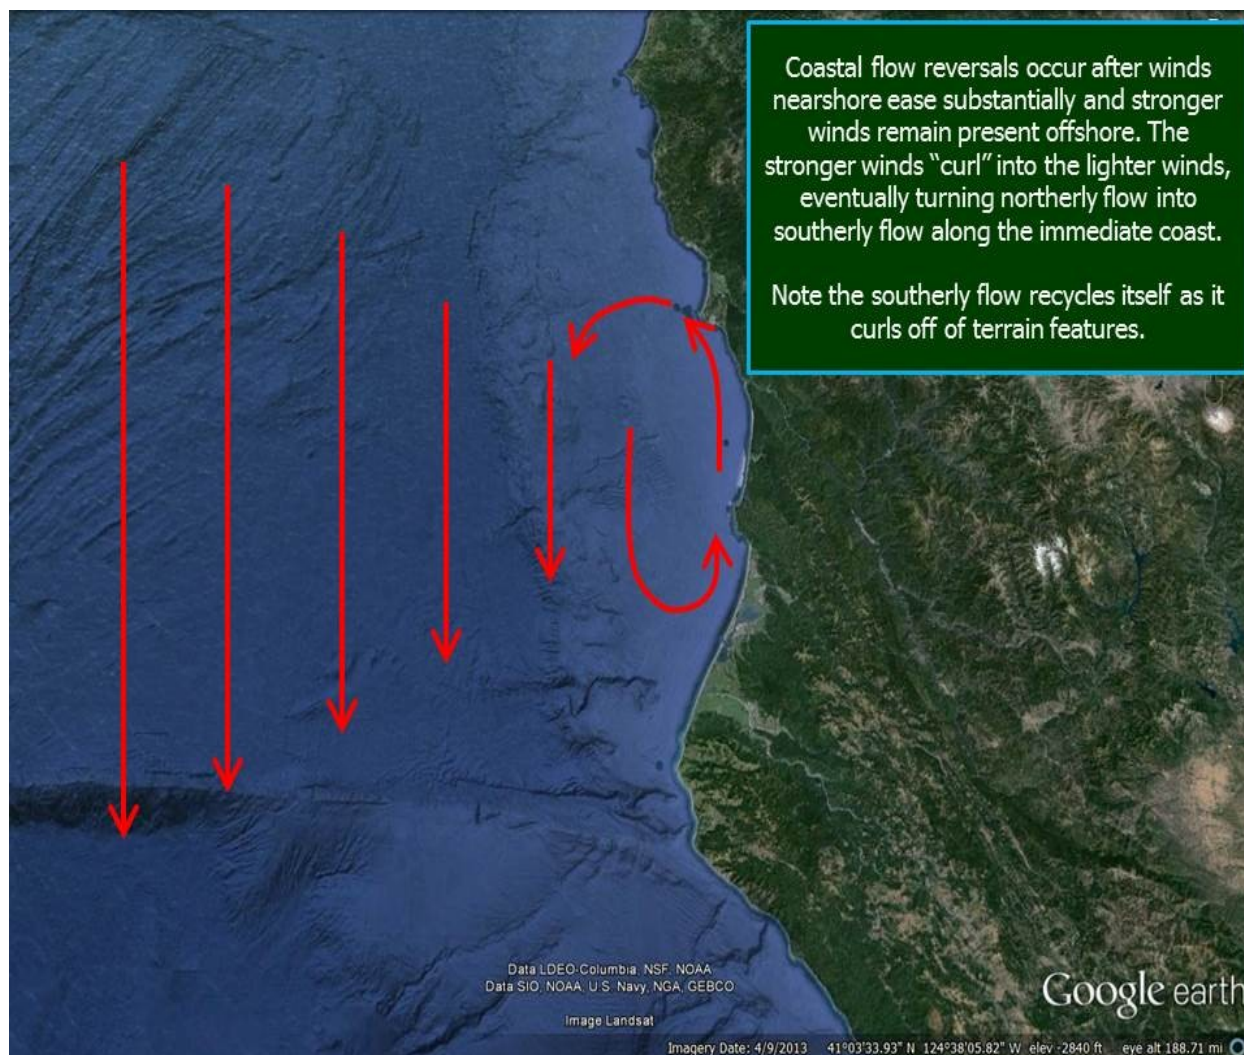 Coastal flow reversals occur after winds
nearshore ease substantially and stronger
winds remain present offshore. The
stronger winds “curl” into the lighter winds,
eventually turning northerly flow into
southerly flow along the immediate coast.
Note the southerly flow recycles itself as it
curls off of terrain features.
Data LDEO-Columbia, NSF, NOAA
Data SIO, NOAA, U.S. Navy, NGA, GEBCO
Image Landsat
Google earth
Imagery Date: 4/9/2013 41°03'33.93" N 124°38'05.82" W elev -2840 ft eye alt 188.71 mi